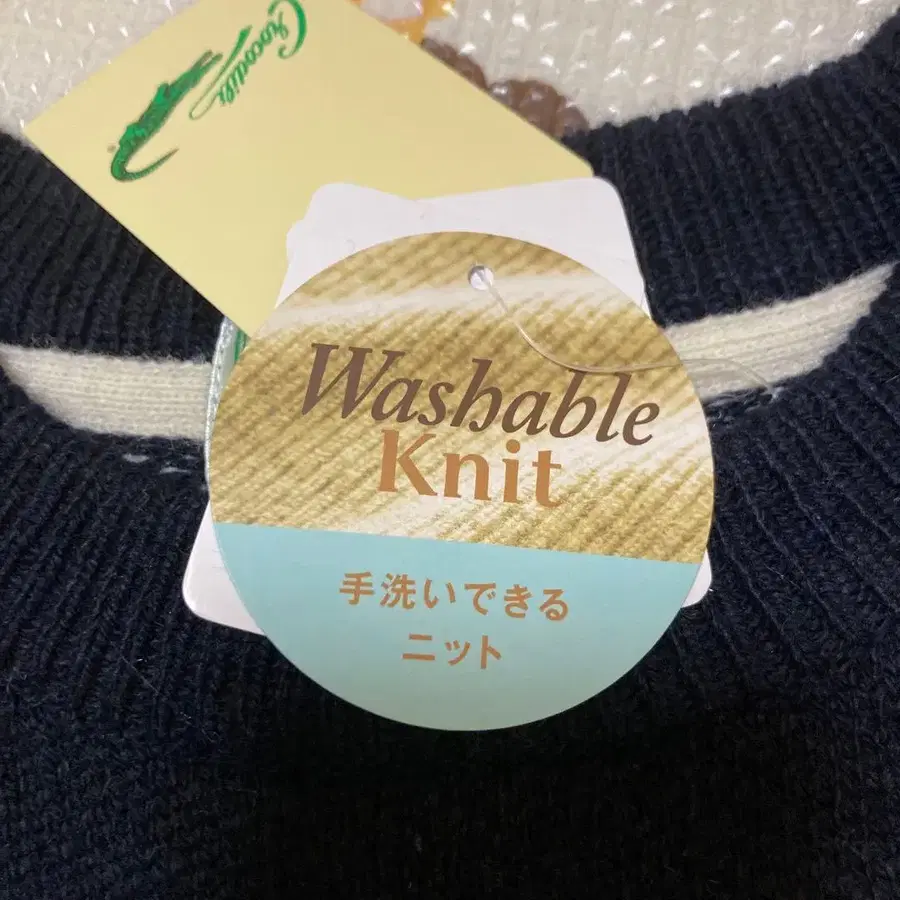 Crocodile
Washable
Knit
手洗いできる
ニット